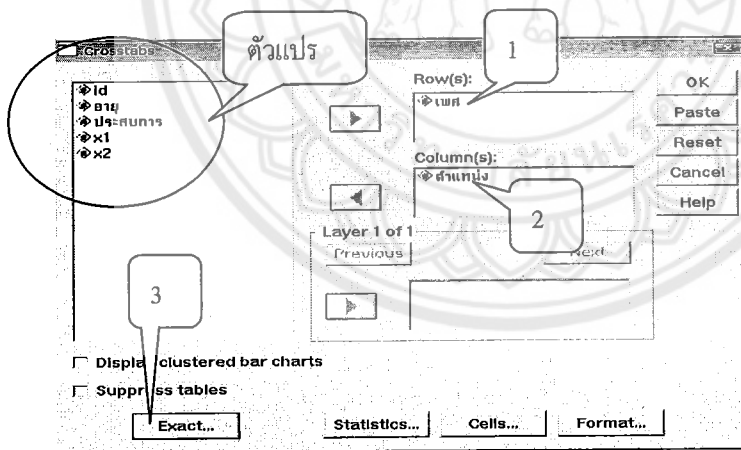 Crosstabs
ตัวแปร
1
id
อายุ
ประสบการ
x1
x2
Row(s):
เพศ
Column(s):
ตำแหน่ง
2
OK
Paste
Reset
Cancel
Help
Layer 1 of 1
Previous
Next
3
Display clustered bar charts
Suppress tables
Exact...
Statistics...
Cells...
Format...